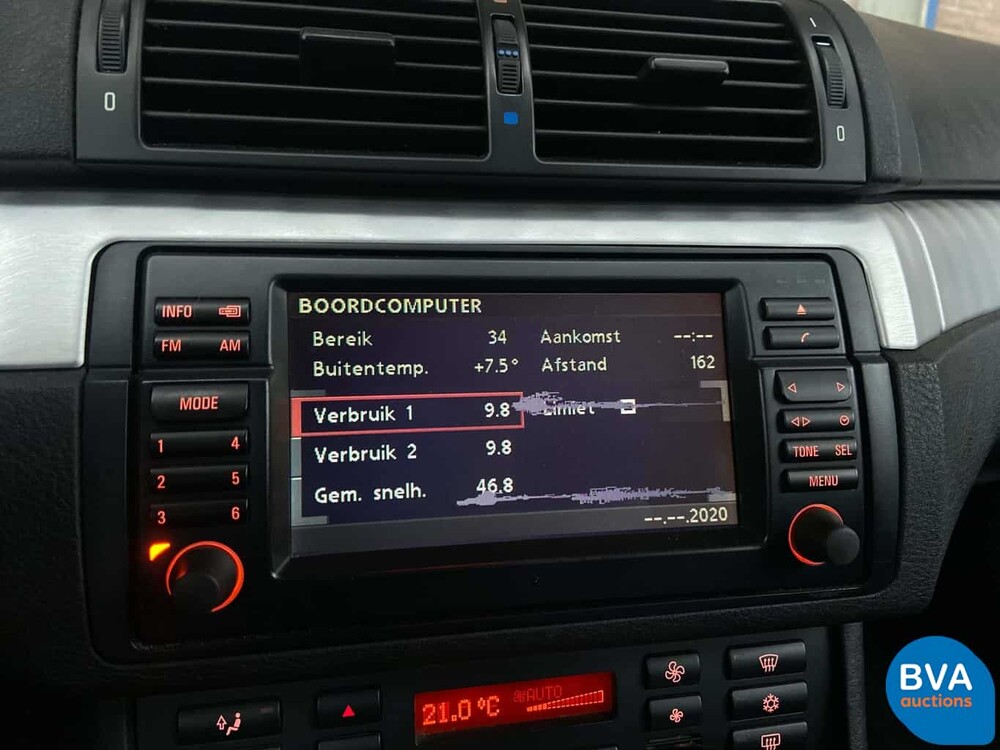 0
0
INFO
FM AM
MODE
1 4
2 5
3 6
BOORDCOMPUTER
Bereik 34 Aankomst --:--
Buitentemp. +7.5° Afstand 162
Verbruik 1 9.8 Limiet
Verbruik 2 9.8
Gem. snelh. 46.8
--.--.2020
TONE SEL
MENU
21.0°C AUTO
BVA
auctions